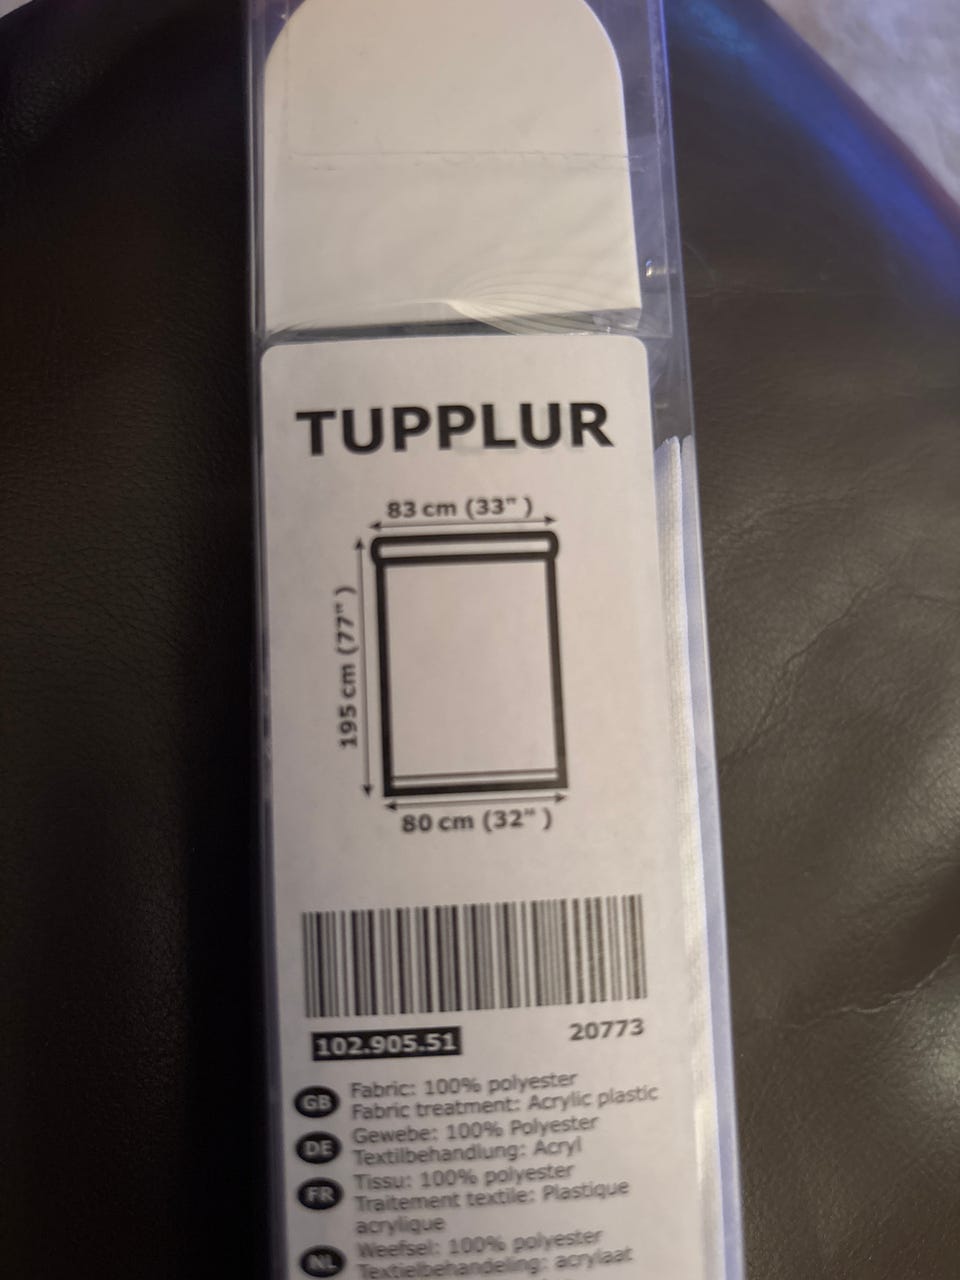 TUPPLUR
83 cm (33" )
195 cm (77" )
80 cm (32" )
102.905.51
20773
GB
Fabric: 100% polyester
Fabric treatment: Acrylic plastic
DE
Gewebe: 100% Polyester
Textilbehandlung: Acryl
FR
Tissu: 100% polyester
Traitement textile: Plastique
acrylique
NL
Weefsel: 100% polyester
Textielbehandeling: acrylaat